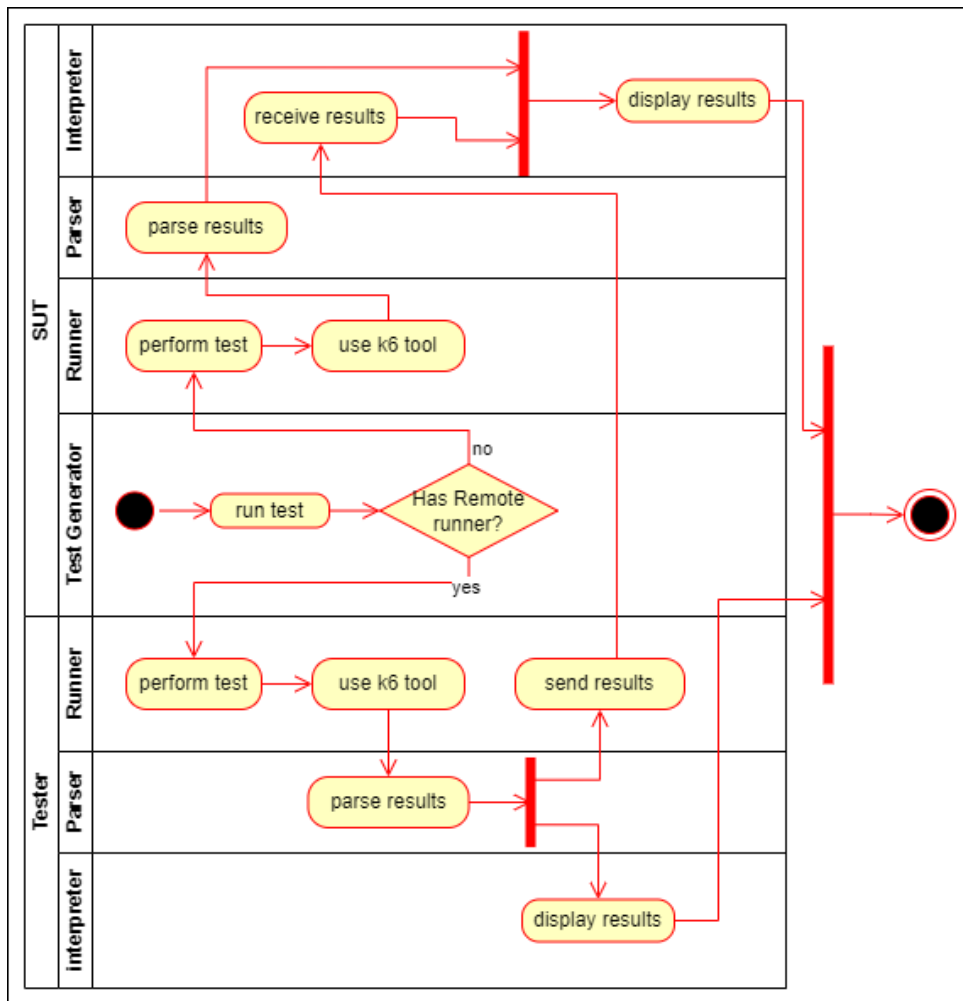 SUT
Interpreter
receive results
display results
Parser
parse results
Runner
perform test
use k6 tool
Test Generator
run test
Has Remote
runner?
no
yes
Tester
Runner
perform test
use k6 tool
send results
Parser
parse results
interpreter
display results